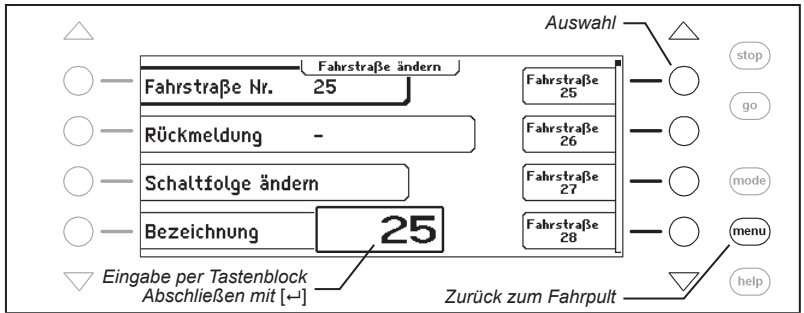 Auswahl
stop
Fahrstraße ändern
Fahrstraße Nr. 25
Fahrstraße
25
go
Rückmeldung -
Fahrstraße
26
Schaltfolge ändern
Fahrstraße
27
mode
Bezeichnung
25
Fahrstraße
28
menu
Eingabe per Tastenblock
Abschließen mit [↵]
Zurück zum Fahrpult
help